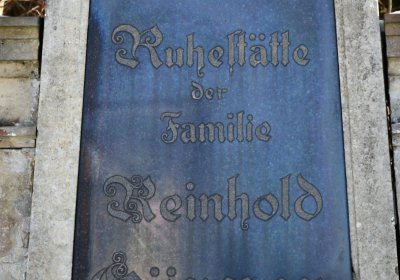 Ruheſtätte
der
Familie
Reinhold